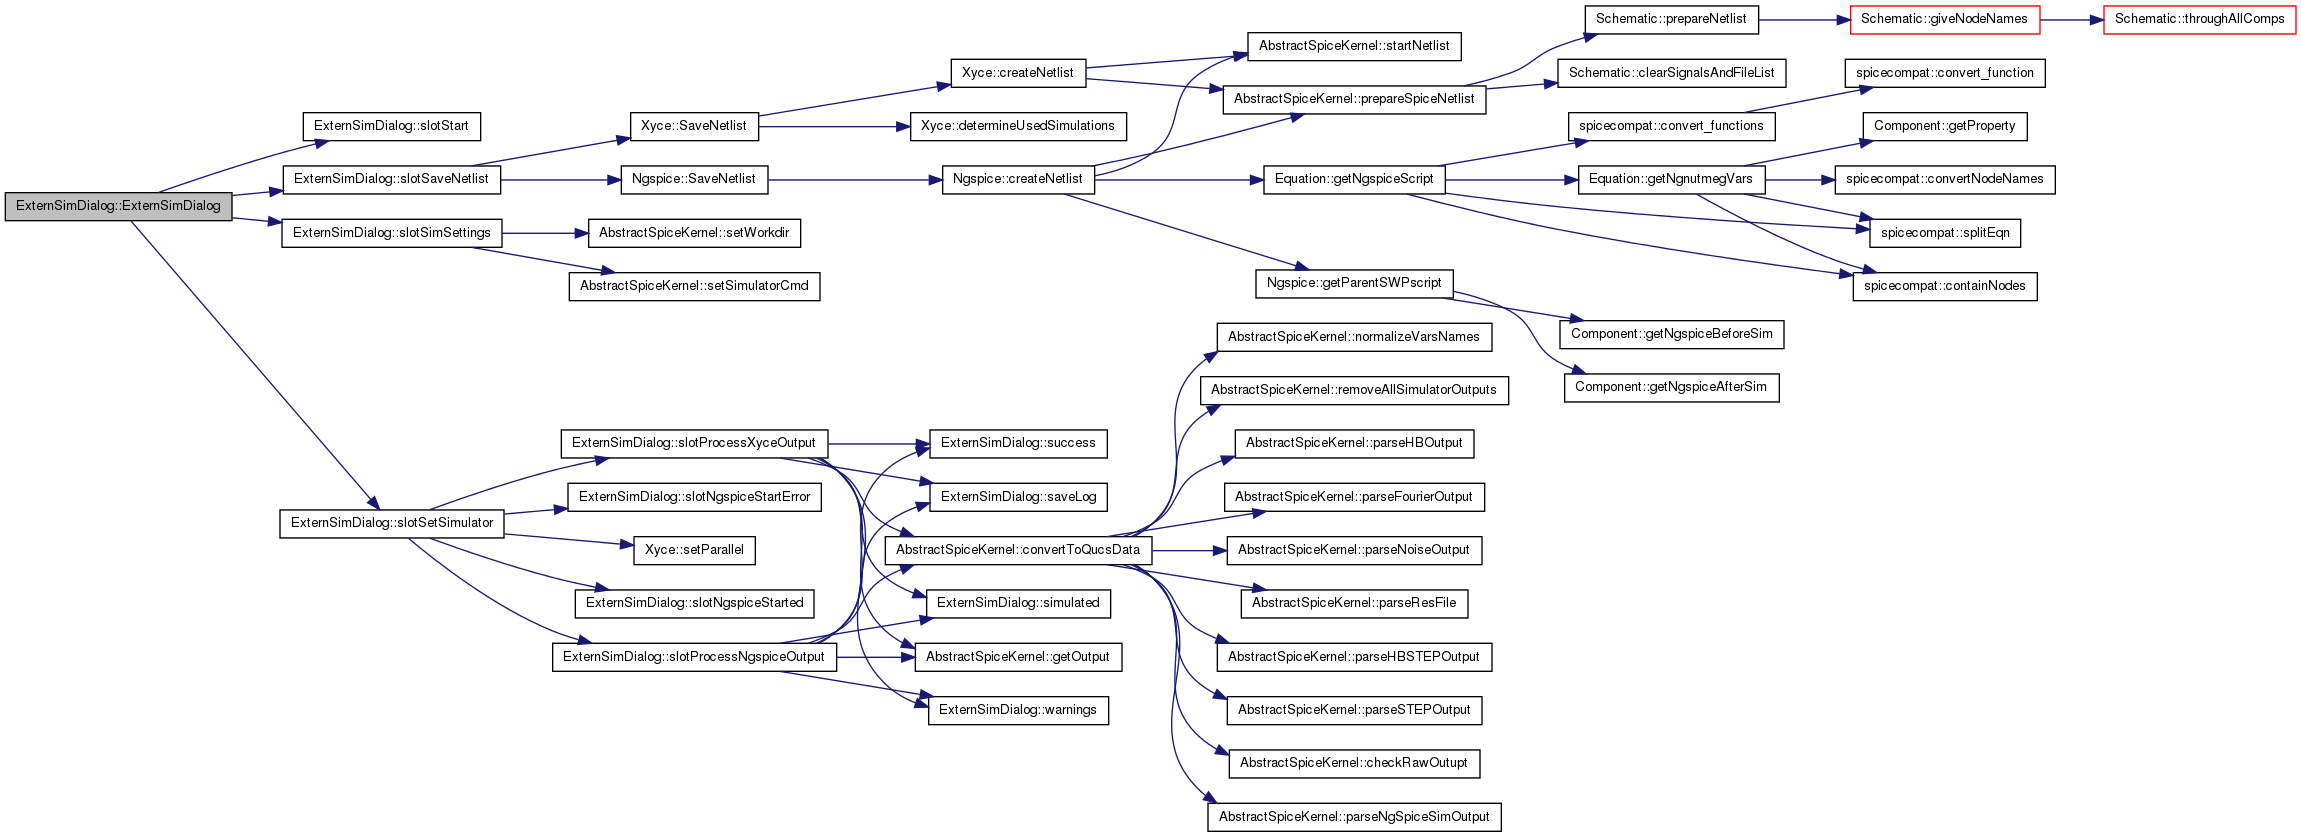 ExternSimDialog::ExternSimDialog
ExternSimDialog::slotStart
ExternSimDialog::slotSaveNetlist
ExternSimDialog::slotSimSettings
ExternSimDialog::slotSetSimulator
Xyce::SaveNetlist
Ngspice::SaveNetlist
AbstractSpiceKernel::setWorkdir
AbstractSpiceKernel::setSimulatorCmd
ExternSimDialog::slotProcessXyceOutput
ExternSimDialog::slotNgspiceStartError
Xyce::setParallel
ExternSimDialog::slotNgspiceStarted
ExternSimDialog::slotProcessNgspiceOutput
Xyce::createNetlist
Xyce::determineUsedSimulations
Ngspice::createNetlist
ExternSimDialog::success
ExternSimDialog::saveLog
AbstractSpiceKernel::convertToQucsData
ExternSimDialog::simulated
AbstractSpiceKernel::getOutput
ExternSimDialog::warnings
AbstractSpiceKernel::startNetlist
AbstractSpiceKernel::prepareSpiceNetlist
Equation::getNgspiceScript
Ngspice::getParentSWPscript
AbstractSpiceKernel::normalizeVarsNames
AbstractSpiceKernel::removeAllSimulatorOutputs
AbstractSpiceKernel::parseHBOutput
AbstractSpiceKernel::parseFourierOutput
AbstractSpiceKernel::parseNoiseOutput
AbstractSpiceKernel::parseResFile
AbstractSpiceKernel::parseHBSTEPOutput
AbstractSpiceKernel::parseSTEPOutput
AbstractSpiceKernel::checkRawOutupt
AbstractSpiceKernel::parseNgSpiceSimOutput
Schematic::prepareNetlist
Schematic::clearSignalsAndFileList
spicecompat::convert_functions
Equation::getNgnutmegVars
Component::getNgspiceBeforeSim
Component::getNgspiceAfterSim
Schematic::giveNodeNames
spicecompat::convert_function
Component::getProperty
spicecompat::convertNodeNames
spicecompat::splitEqn
spicecompat::containNodes
Schematic::throughAllComps